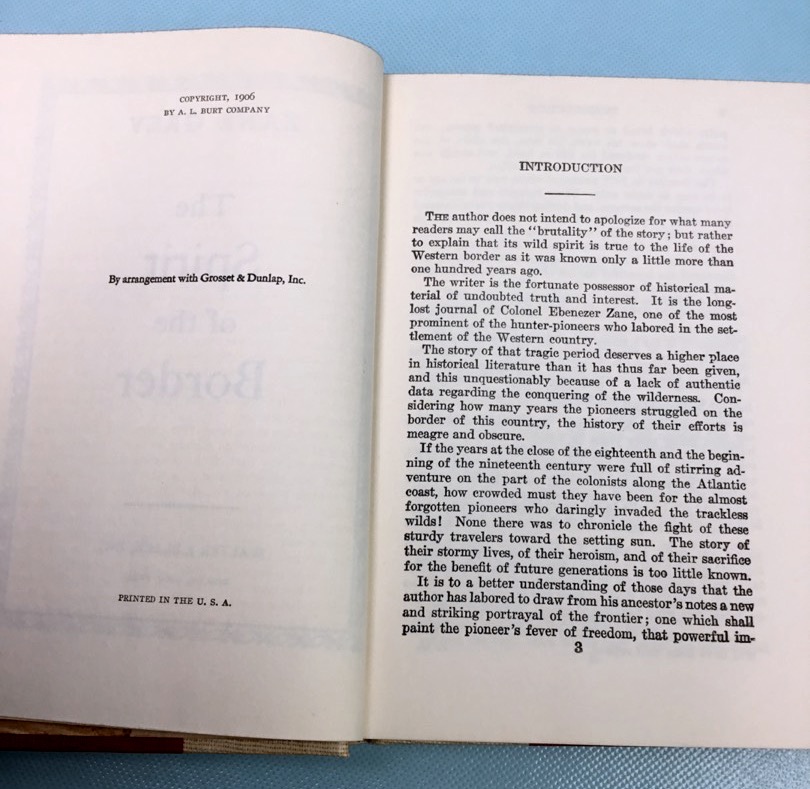 COPYRIGHT, 1906
BY A. L. BURT COMPANY
By arrangement with Grosset & Dunlap, Inc.
PRINTED IN THE U. S. A.
INTRODUCTION
THE author does not intend to apologize for what many
readers may call the "brutality" of the story; but rather
to explain that its wild spirit is true to the life of the
Western border as it was known only a little more than
one hundred years ago.
The writer is the fortunate possessor of historical ma-
terial of undoubted truth and interest. It is the long-
lost journal of Colonel Ebenezer Zane, one of the most
prominent of the hunter-pioneers who labored in the set-
tlement of the Western country.
The story of that tragic period deserves a higher place
in historical literature than it has thus far been given,
and this unquestionably because of a lack of authentic
data regarding the conquering of the wilderness. Con-
sidering how many years the pioneers struggled on the
border of this country, the history of their efforts is
meagre and obscure.
If the years at the close of the eighteenth and the begin-
ning of the nineteenth century were full of stirring ad-
venture on the part of the colonists along the Atlantic
coast, how crowded must they have been for the almost
forgotten pioneers who daringly invaded the trackless
wilds! None there was to chronicle the fight of these
sturdy travelers toward the setting sun. The story of
their stormy lives, of their heroism, and of their sacrifice
for the benefit of future generations is too little known.
It is to a better understanding of those days that the
author has labored to draw from his ancestor's notes a new
and striking portrayal of the frontier; one which shall
paint the pioneer's fever of freedom, that powerful im-
3